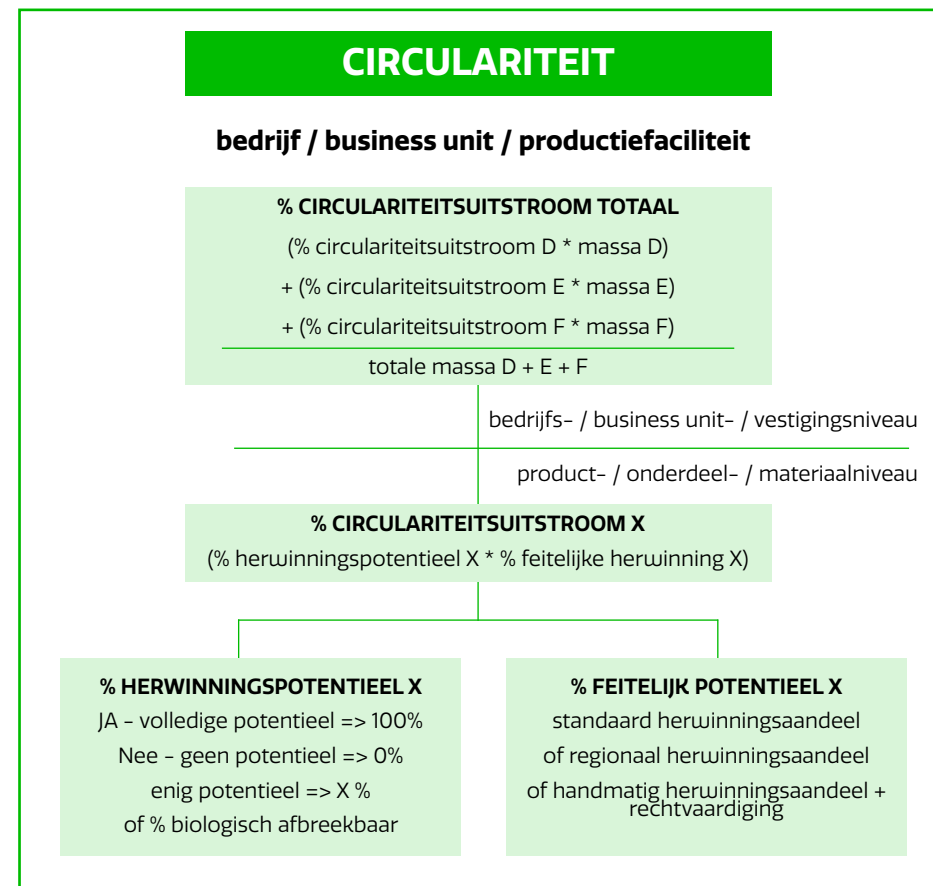 CIRCULARITEIT
bedrijf / business unit / productiefaciliteit
% CIRCULARITEITSUITSTROOM TOTAAL
(% circulariteitsuitstroom D * massa D)
+ (% circulariteitsuitstroom E * massa E)
+ (% circulariteitsuitstroom F * massa F)
totale massa D + E + F
bedrijfs- / business unit- / vestigingsniveau
product- / onderdeel- / materiaalniveau
% CIRCULARITEITSUITSTROOM X
(% herwinningspotentieel X * % feitelijke herwinning X)
% HERWINNINGSPOTENTIEEL X
JA - volledige potentieel => 100%
Nee - geen potentieel => 0%
enig potentieel => X %
of % biologisch afbreekbaar
% FEITELIJK POTENTIEEL X
standaard herwinningsaandeel
of regionaal herwinningsaandeel
of handmatig herwinningsaandeel +
rechtvaardiging